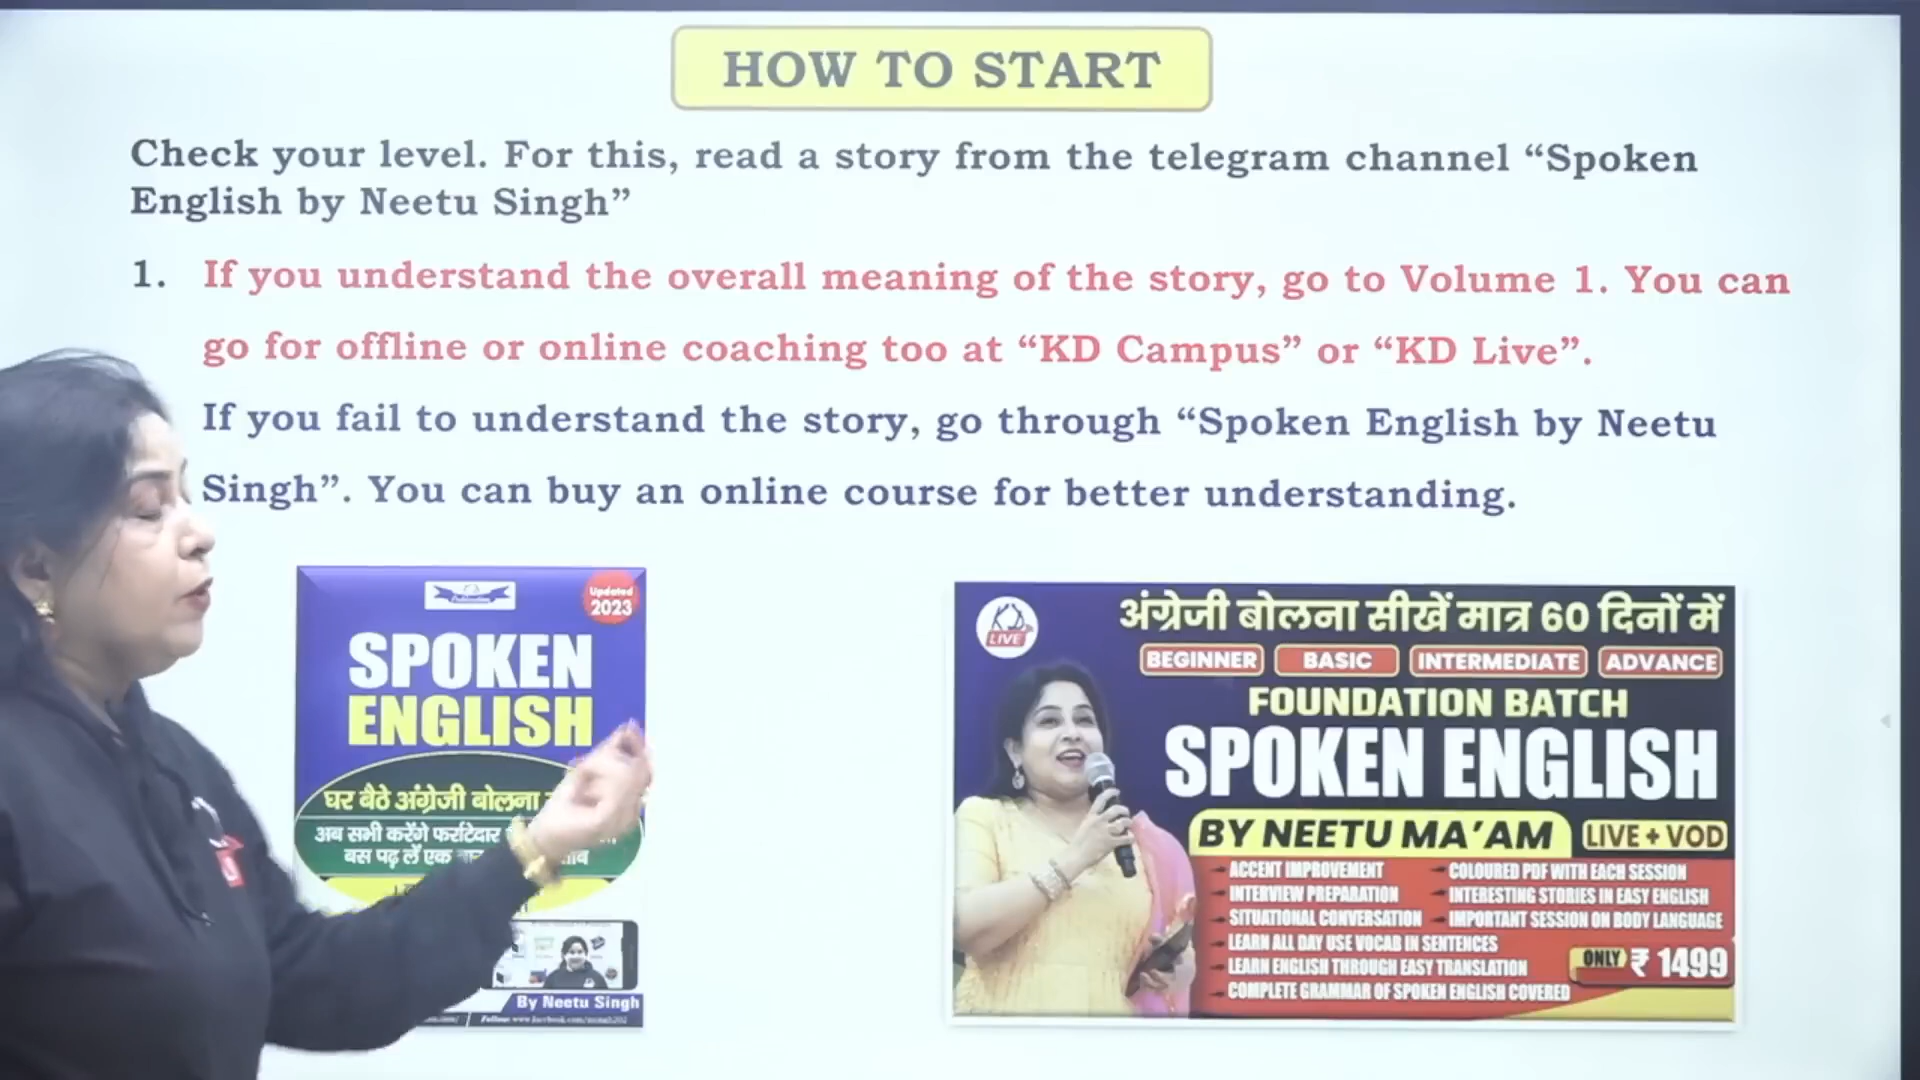 HOW TO START
Check your level. For this, read a story from the telegram channel “Spoken
English by Neetu Singh”
1. If you understand the overall meaning of the story, go to Volume 1. You can
go for offline or online coaching too at “KD Campus” or “KD Live”.
If you fail to understand the story, go through “Spoken English by Neetu
Singh”. You can buy an online course for better understanding.
Updated
2023
SPOKEN
ENGLISH
घर बैठे अंग्रेजी बोलना
अब सभी करेंगे फर्राटेदार
बस पढ़ लें एक
By Neetu Singh
LIVE
अंग्रेजी बोलना सीखें मात्र 60 दिनों में
BEGINNER BASIC INTERMEDIATE ADVANCE
FOUNDATION BATCH
SPOKEN ENGLISH
BY NEETU MA’AM LIVE + VOD
ACCENT IMPROVEMENT COLOURED PDF WITH EACH SESSION
INTERVIEW PREPARATION INTERESTING STORIES IN EASY ENGLISH
SITUATIONAL CONVERSATION IMPORTANT SESSION ON BODY LANGUAGE
LEARN ALL DAY USE VOCAB IN SENTENCES
LEARN ENGLISH THROUGH EASY TRANSLATION
COMPLETE GRAMMAR OF SPOKEN ENGLISH COVERED
ONLY ₹ 1499